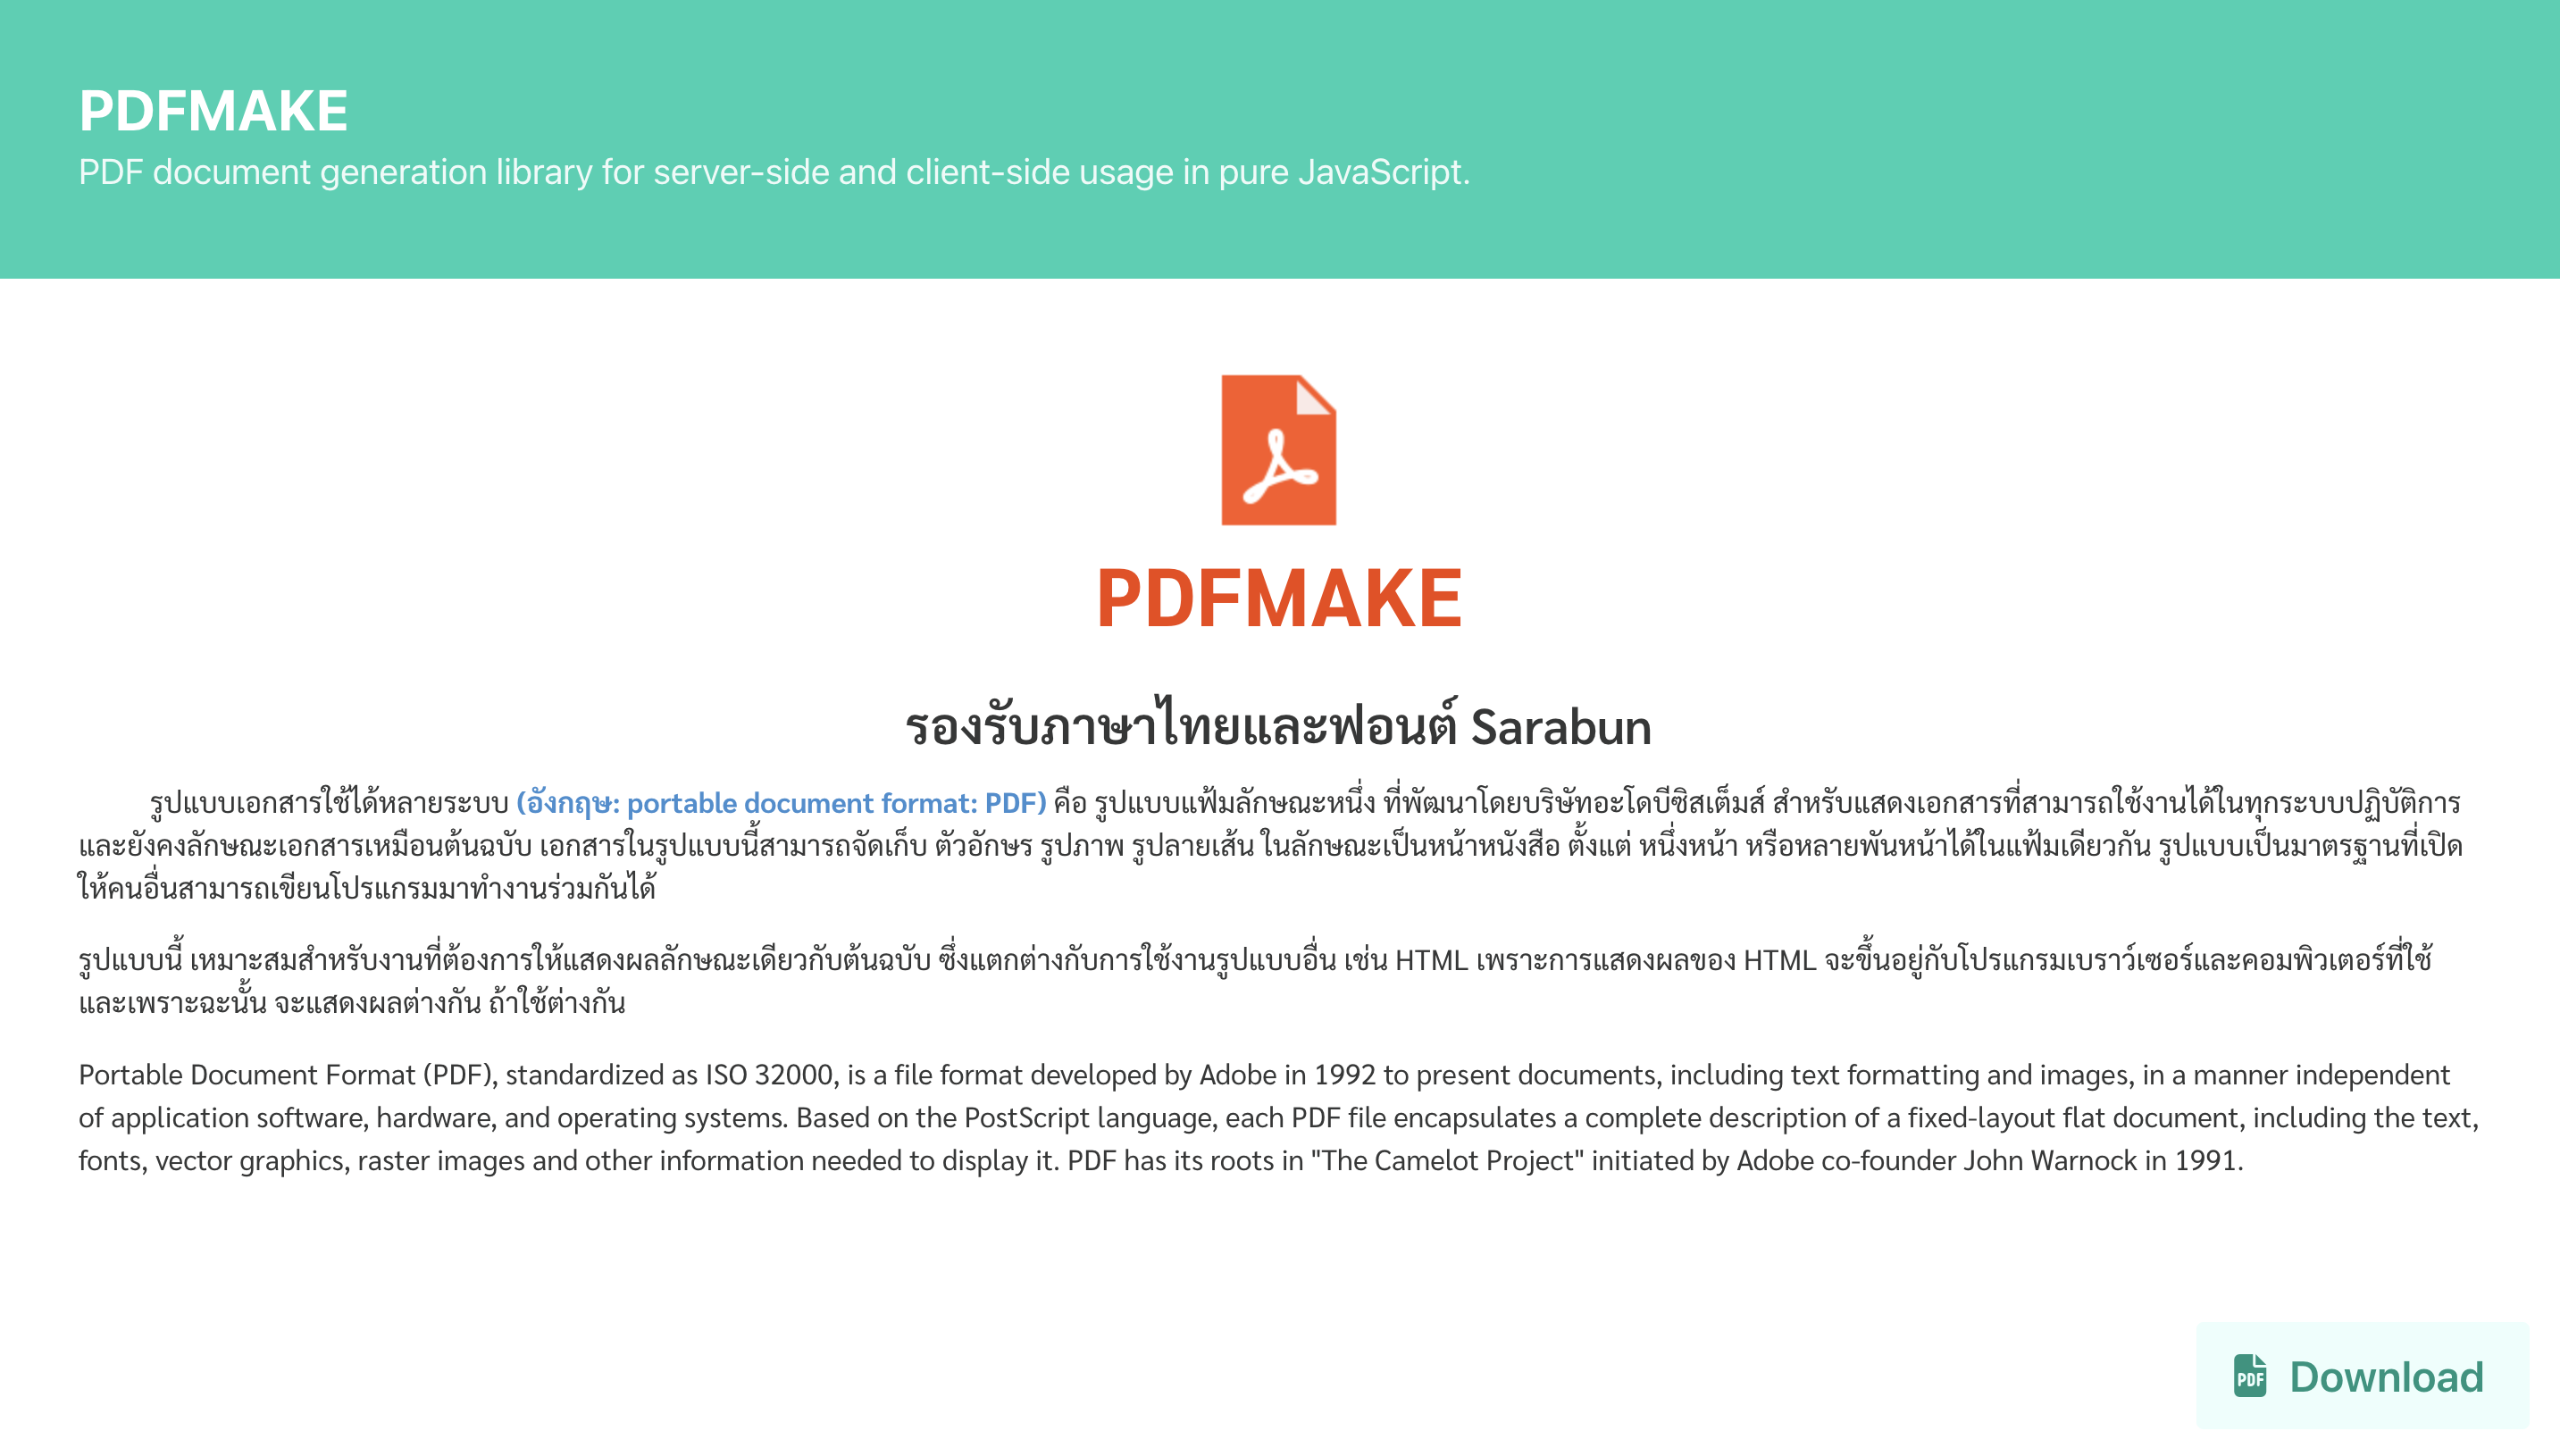 PDFMAKE
PDF document generation library for server-side and client-side usage in pure JavaScript.
PDFMAKE
รองรับภาษาไทยและฟอนต์ Sarabun
รูปแบบเอกสารใช้ได้หลายระบบ (อังกฤษ: portable document format: PDF) คือ รูปแบบแฟ้มลักษณะหนึ่ง ที่พัฒนาโดยบริษัทอะโดบีซิสเต็มส์ สำหรับแสดงเอกสารที่สามารถใช้งานได้ในทุกระบบปฏิบัติการ
และยังคงลักษณะเอกสารเหมือนต้นฉบับ เอกสารในรูปแบบนี้สามารถจัดเก็บ ตัวอักษร รูปภาพ รูปลายเส้น ในลักษณะเป็นหน้าหนังสือ ตั้งแต่ หนึ่งหน้า หรือหลายพันหน้าได้ในแฟ้มเดียวกัน รูปแบบเป็นมาตรฐานที่เปิด
ให้คนอื่นสามารถเขียนโปรแกรมมาทำงานร่วมกันได้
รูปแบบนี้ เหมาะสมสำหรับงานที่ต้องการให้แสดงผลลักษณะเดียวกับต้นฉบับ ซึ่งแตกต่างกับการใช้งานรูปแบบอื่น เช่น HTML เพราะการแสดงผลของ HTML จะขึ้นอยู่กับโปรแกรมเบราว์เซอร์และคอมพิวเตอร์ที่ใช้
และเพราะฉะนั้น จะแสดงผลต่างกัน ถ้าใช้ต่างกัน
Portable Document Format (PDF), standardized as ISO 32000, is a file format developed by Adobe in 1992 to present documents, including text formatting and images, in a manner independent
of application software, hardware, and operating systems. Based on the PostScript language, each PDF file encapsulates a complete description of a fixed-layout flat document, including the text,
fonts, vector graphics, raster images and other information needed to display it. PDF has its roots in "The Camelot Project" initiated by Adobe co-founder John Warnock in 1991.
PDF Download